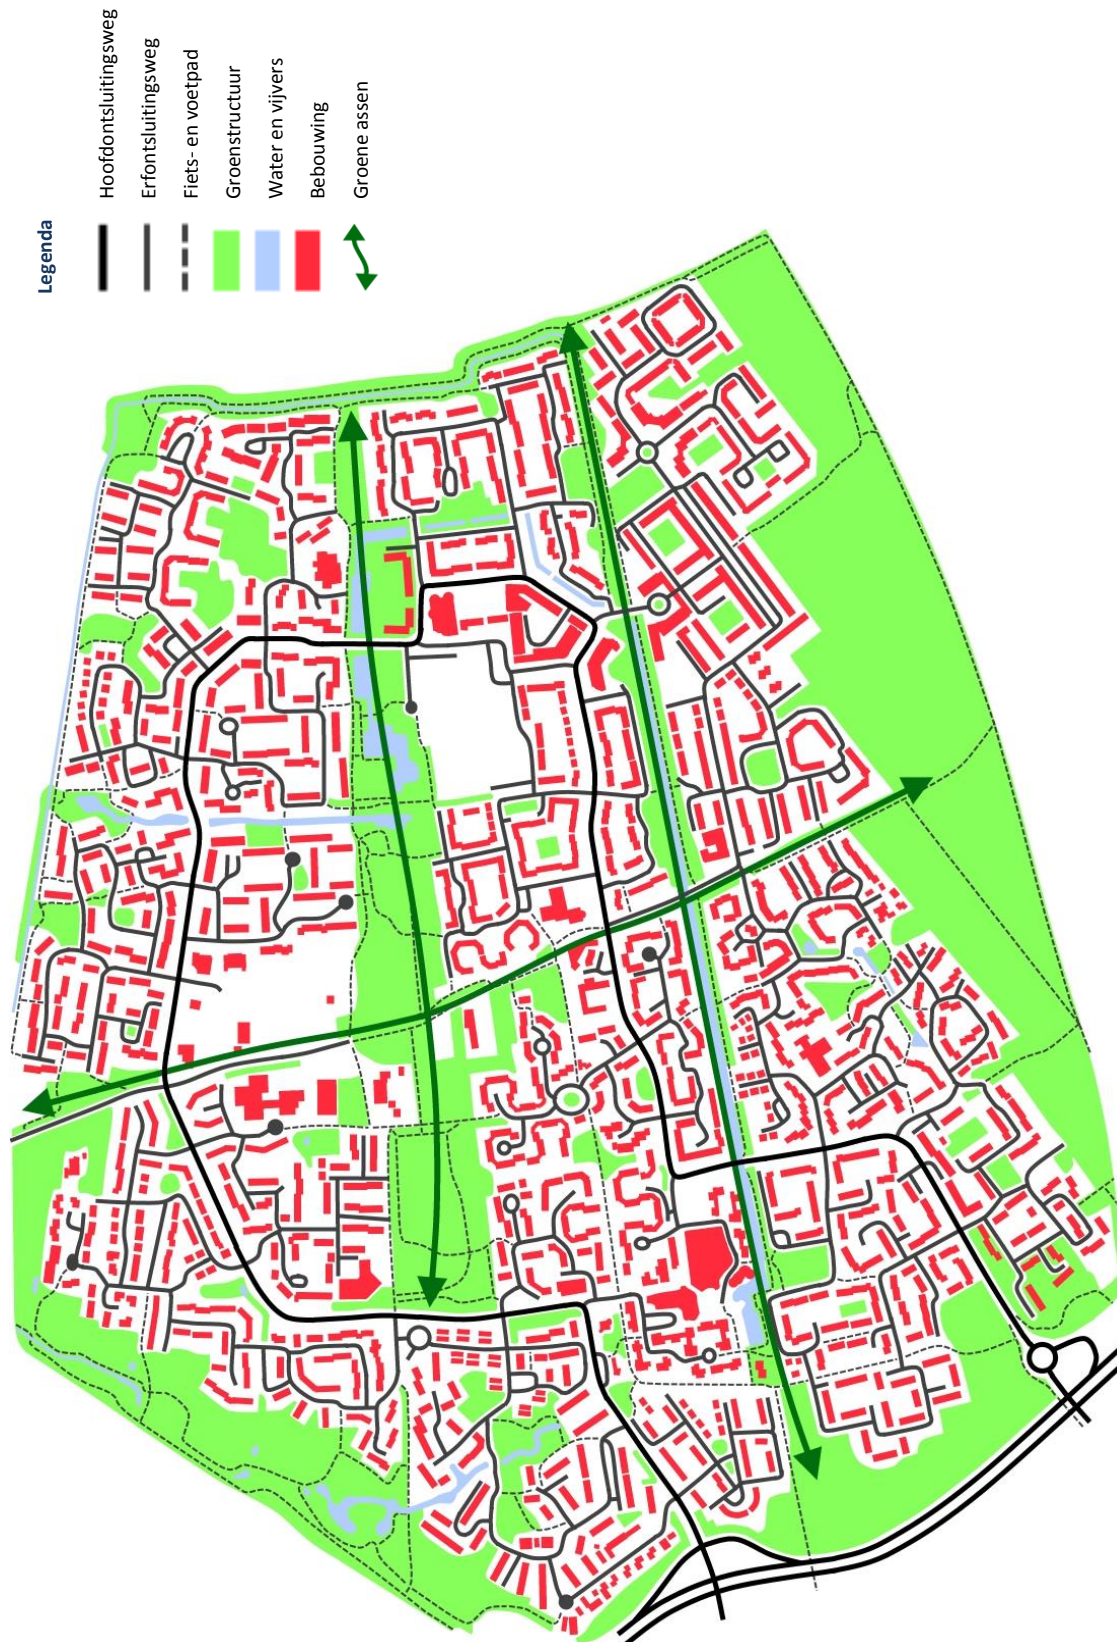 Legenda
Hoofdontsluitingsweg
Erfontsluitingsweg
Fiets- en voetpad
Groenstructuur
Water en vijvers
Bebouwing
Groene assen